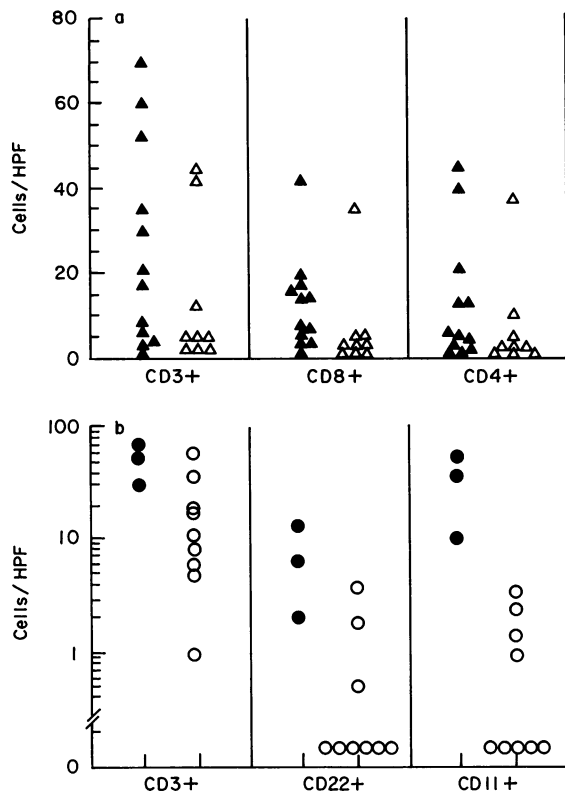 80
a
60
40
20
0
Cells/HPF
CD3+
CD8+
CD4+
100
b
10
1
0
Cells/HPF
CD3+
CD22+
CD11+